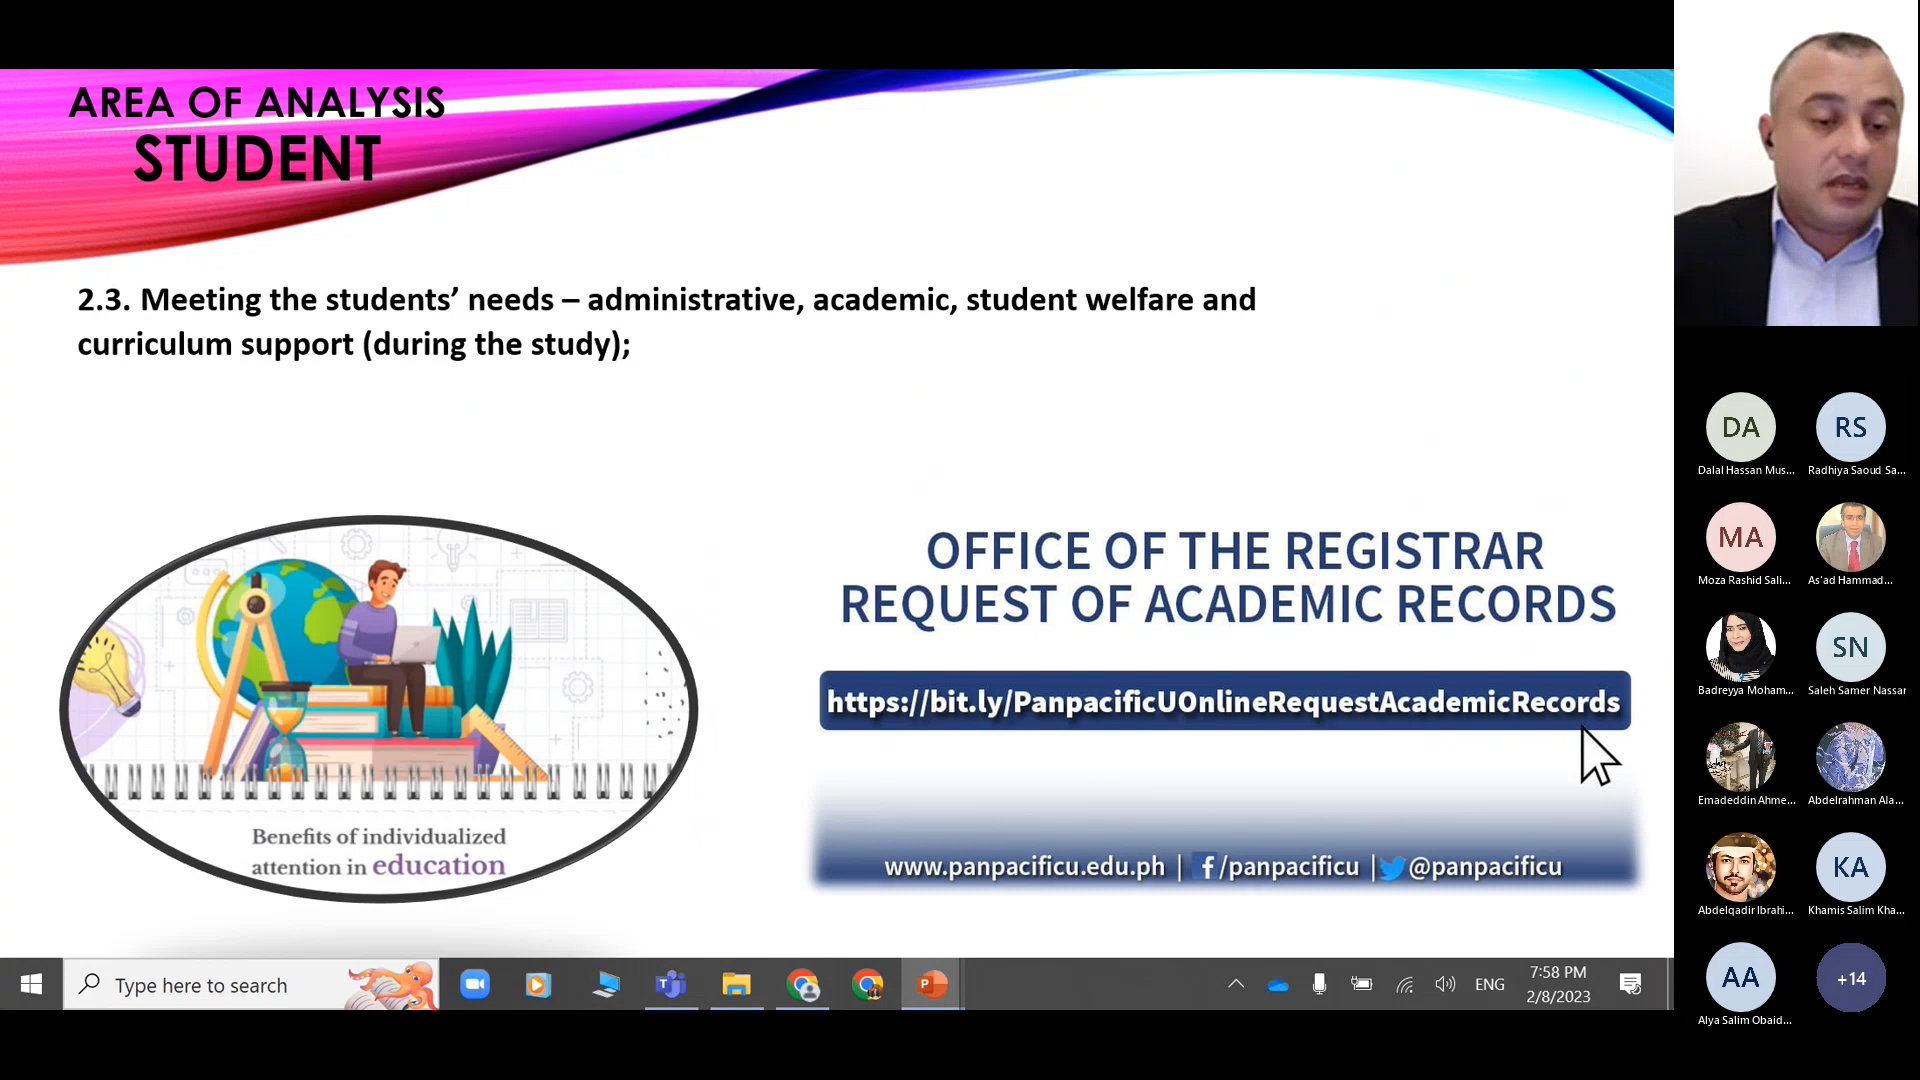 AREA OF ANALYSIS
STUDENT
2.3. Meeting the students’ needs – administrative, academic, student welfare and
curriculum support (during the study);
Benefits of individualized
attention in education
OFFICE OF THE REGISTRAR
REQUEST OF ACADEMIC RECORDS
https://bit.ly/PanpacificUOnlineRequestAcademicRecords
www.panpacificu.edu.ph | f/panpacificu | @panpacificu
DA
Dalal Hassan Mus...
RS
Radhiya Saoud Sa...
MA
Moza Rashid Sali...
As'ad Hammad...
Badreyya Moham...
SN
Saleh Samer Nassar
Emadeddin Ahme...
Abdelrahman Ala...
Abdelqadir Ibrahi...
KA
Khamis Salim Kha...
AA
Alya Salim Obaid...
+14
Type here to search
ENG
7:58 PM
2/8/2023